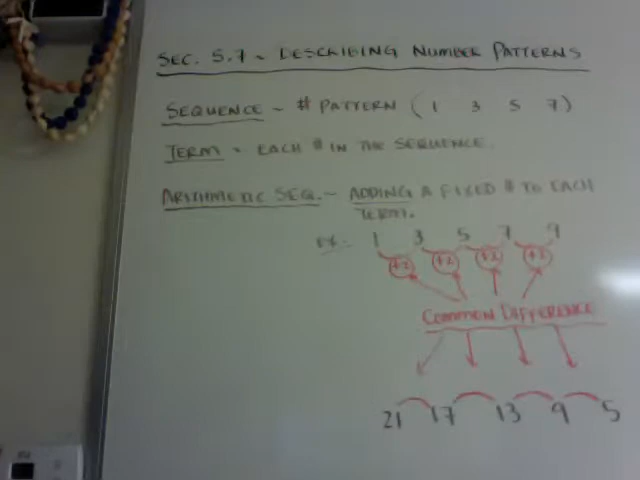 SEC. 5.7 ~ DESCRIBING NUMBER PATTERNS
SEQUENCE ~ # PATTERN ( 1 3 5 7 )
TERM ~ EACH # IN THE SEQUENCE.
ARITHMETIC SEQ. ~ ADDING A FIXED # TO EACH
TERM.
EX: 1 3 5 7 9
+2 +2 +2 +2
COMMON DIFFERENCE
21 17 13 9 5